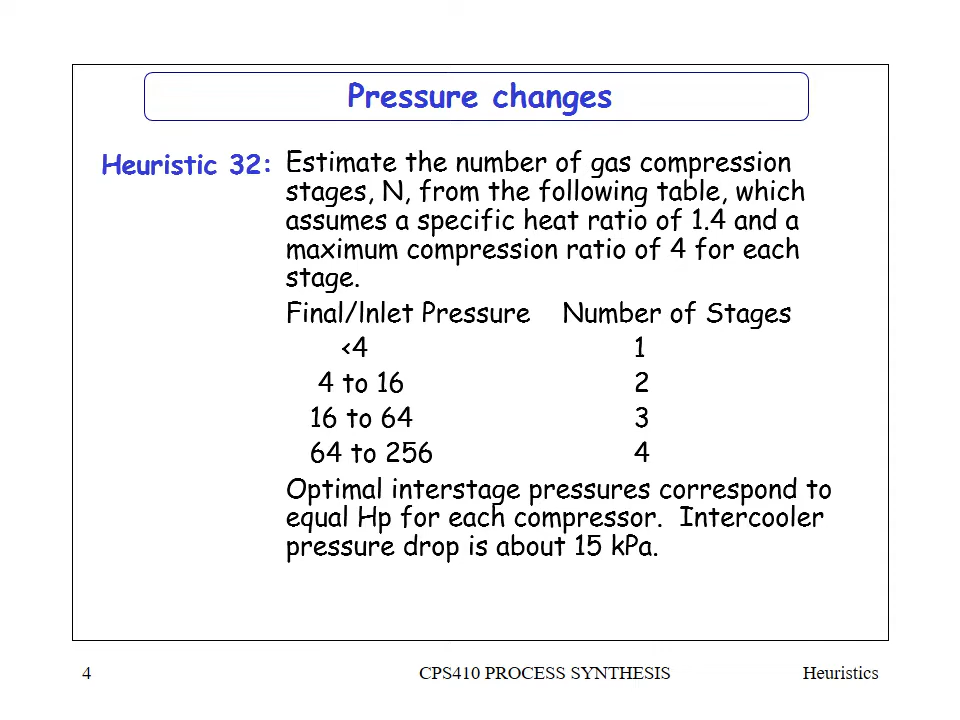 Pressure changes
Heuristic 32: Estimate the number of gas compression
stages, N, from the following table, which
assumes a specific heat ratio of 1.4 and a
maximum compression ratio of 4 for each
stage.
Final/lnlet Pressure Number of Stages
<4 1
4 to 16 2
16 to 64 3
64 to 256 4
Optimal interstage pressures correspond to
equal Hp for each compressor. Intercooler
pressure drop is about 15 kPa.
4 CPS410 PROCESS SYNTHESIS Heuristics